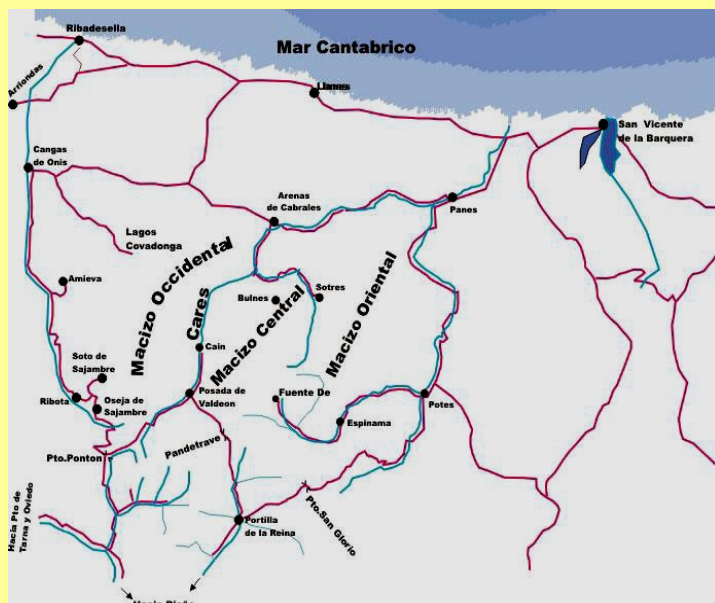 Ribadesella
Mar Cantabrico
Arriondas
Llanes
San Vicente
de la Barquera
Cangas
de Onis
Arenas
de Cabrales
Panes
Lagos
Covadonga
Macizo Occidental
Amieva
Cares
Bulnes
Sotres
Macizo Central
Macizo Oriental
Cain
Soto de
Sajambre
Posada de
Valdeon
Fuente De
Potes
Ribota
Oseja de
Sajambre
Espinama
Pandetrave
Pto.Ponton
Pto.San Glorio
Hacia Pto de
Tarna y Oviedo
Portilla
de la Reina